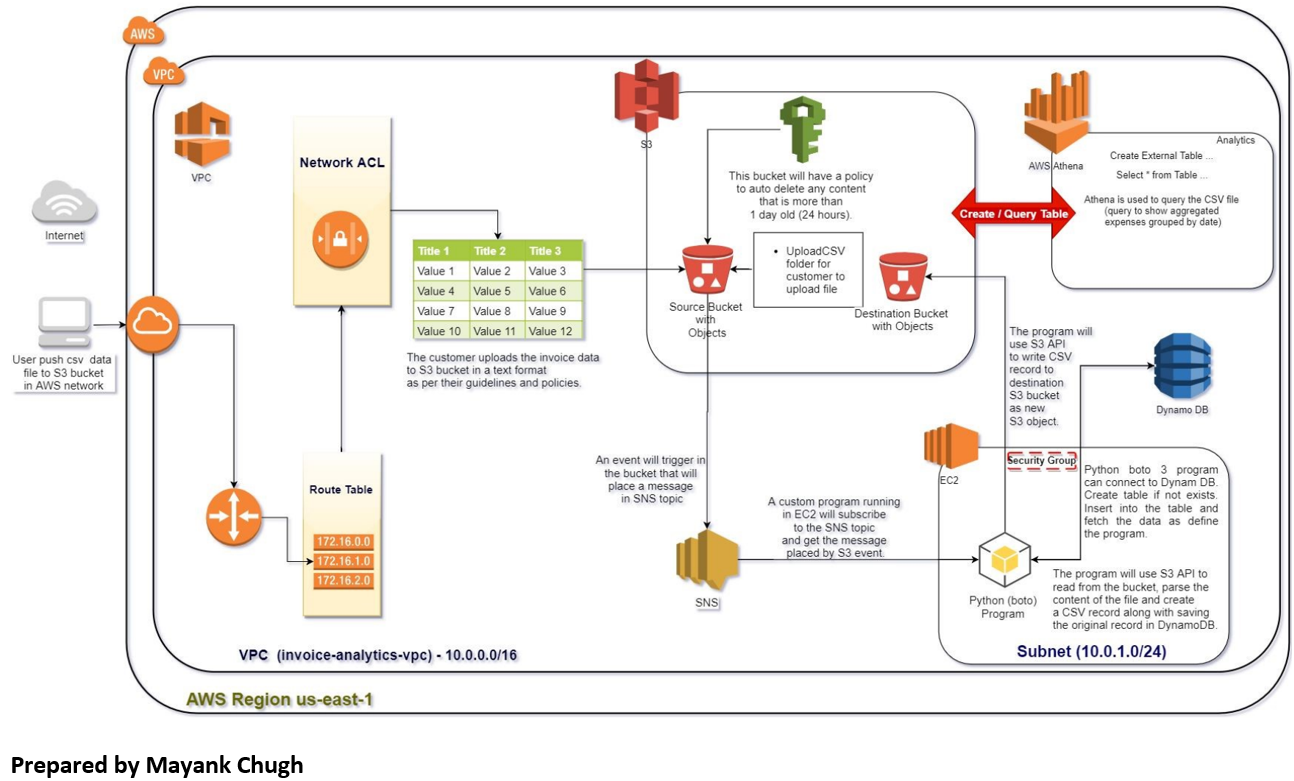 AWS
VPC
VPC
Internet
User push csv data
file to S3 bucket
in AWS network
Network ACL
Route Table
172.16.0.0
172.16.1.0
172.16.2.0
Title 1 Title 2 Title 3
Value 1 Value 2 Value 3
Value 4 Value 5 Value 6
Value 7 Value 8 Value 9
Value 10 Value 11 Value 12
The customer uploads the invoice data
to S3 bucket in a text format
as per their guidelines and policies.
S3
This bucket will have a policy
to auto delete any content
that is more than
1 day old (24 hours).
• UploadCSV
folder for
customer to
upload file
Source Bucket
with
Objects
Destination Bucket
with Objects
Create / Query Table
AWS Athena
Analytics
Create External Table ...
Select * from Table ...
Athena is used to query the CSV file
(query to show aggregated
expenses grouped by date)
The program will
use S3 API
to write CSV
record to
destination
S3 bucket
as new
S3 object.
Dynamo DB
An event will trigger in
the bucket that will
place a message
in SNS topic
SNS
A custom program running
in EC2 will subscribe
to the SNS topic
and get the message
placed by S3 event.
EC2
Security Group
Python boto 3 program
can connect to Dynam DB.
Create table if not exists.
Insert into the table and
fetch the data as define
the program.
Python (boto)
Program
The program will use S3 API to
read from the bucket, parse the
content of the file and create
a CSV record along with saving
the original record in DynamoDB.
Subnet (10.0.1.0/24)
VPC (invoice-analytics-vpc) - 10.0.0.0/16
AWS Region us-east-1
Prepared by Mayank Chugh